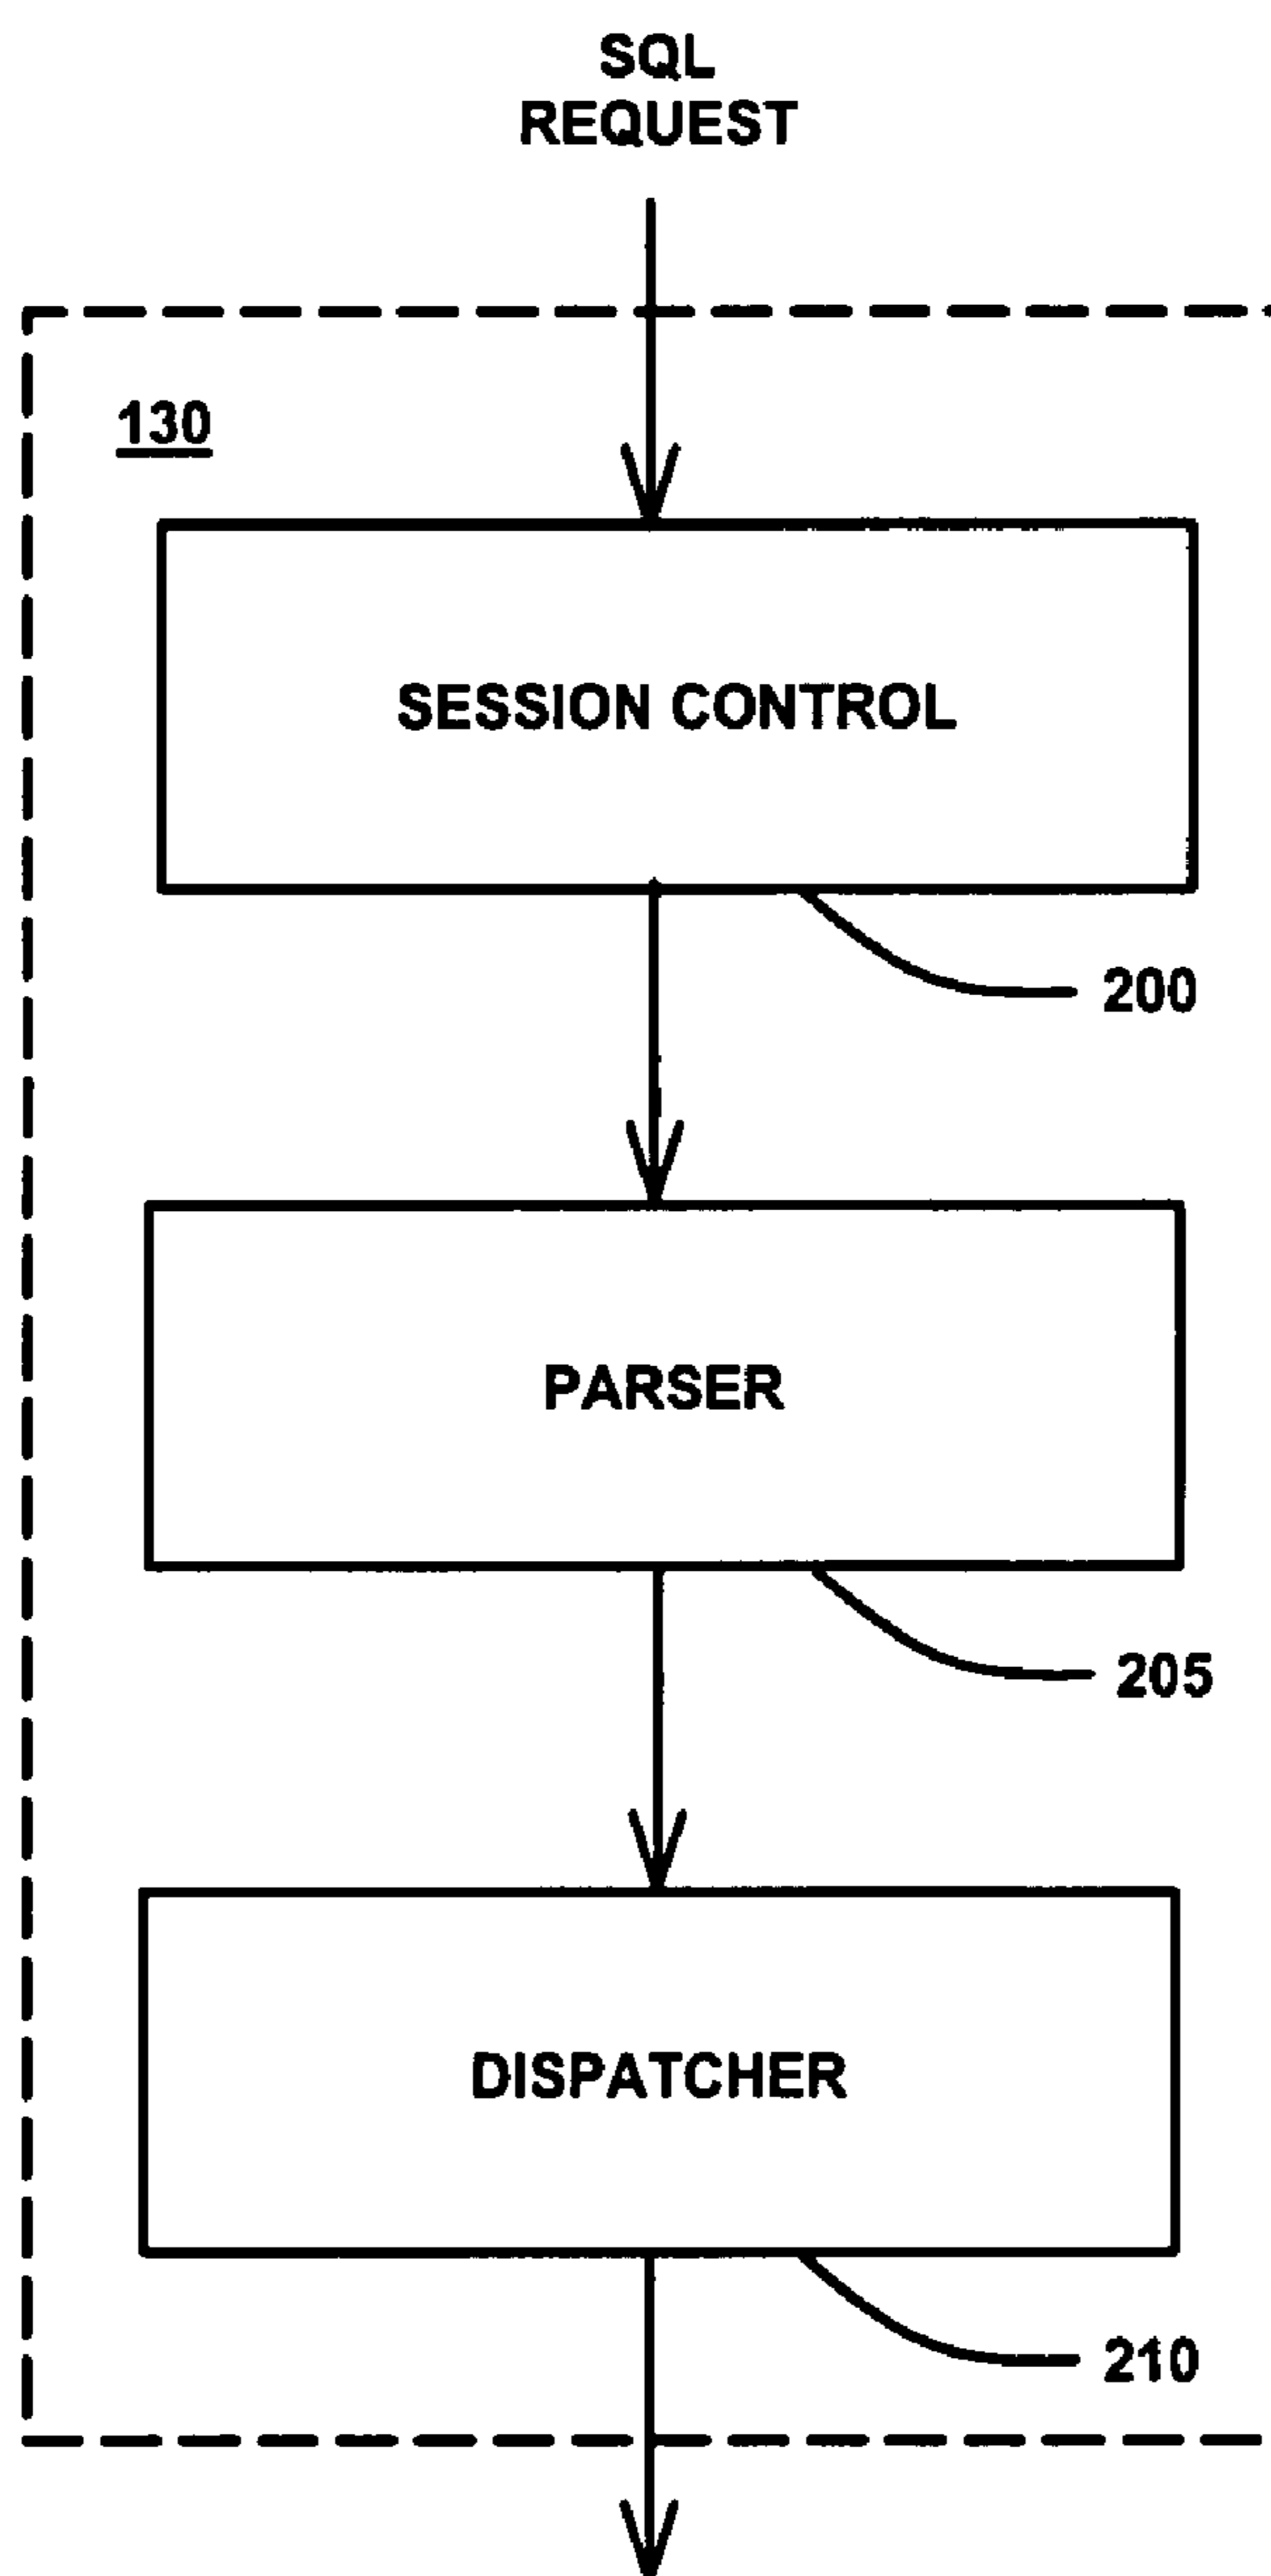 SQL
REQUEST
130
SESSION CONTROL
200
PARSER
205
DISPATCHER
210